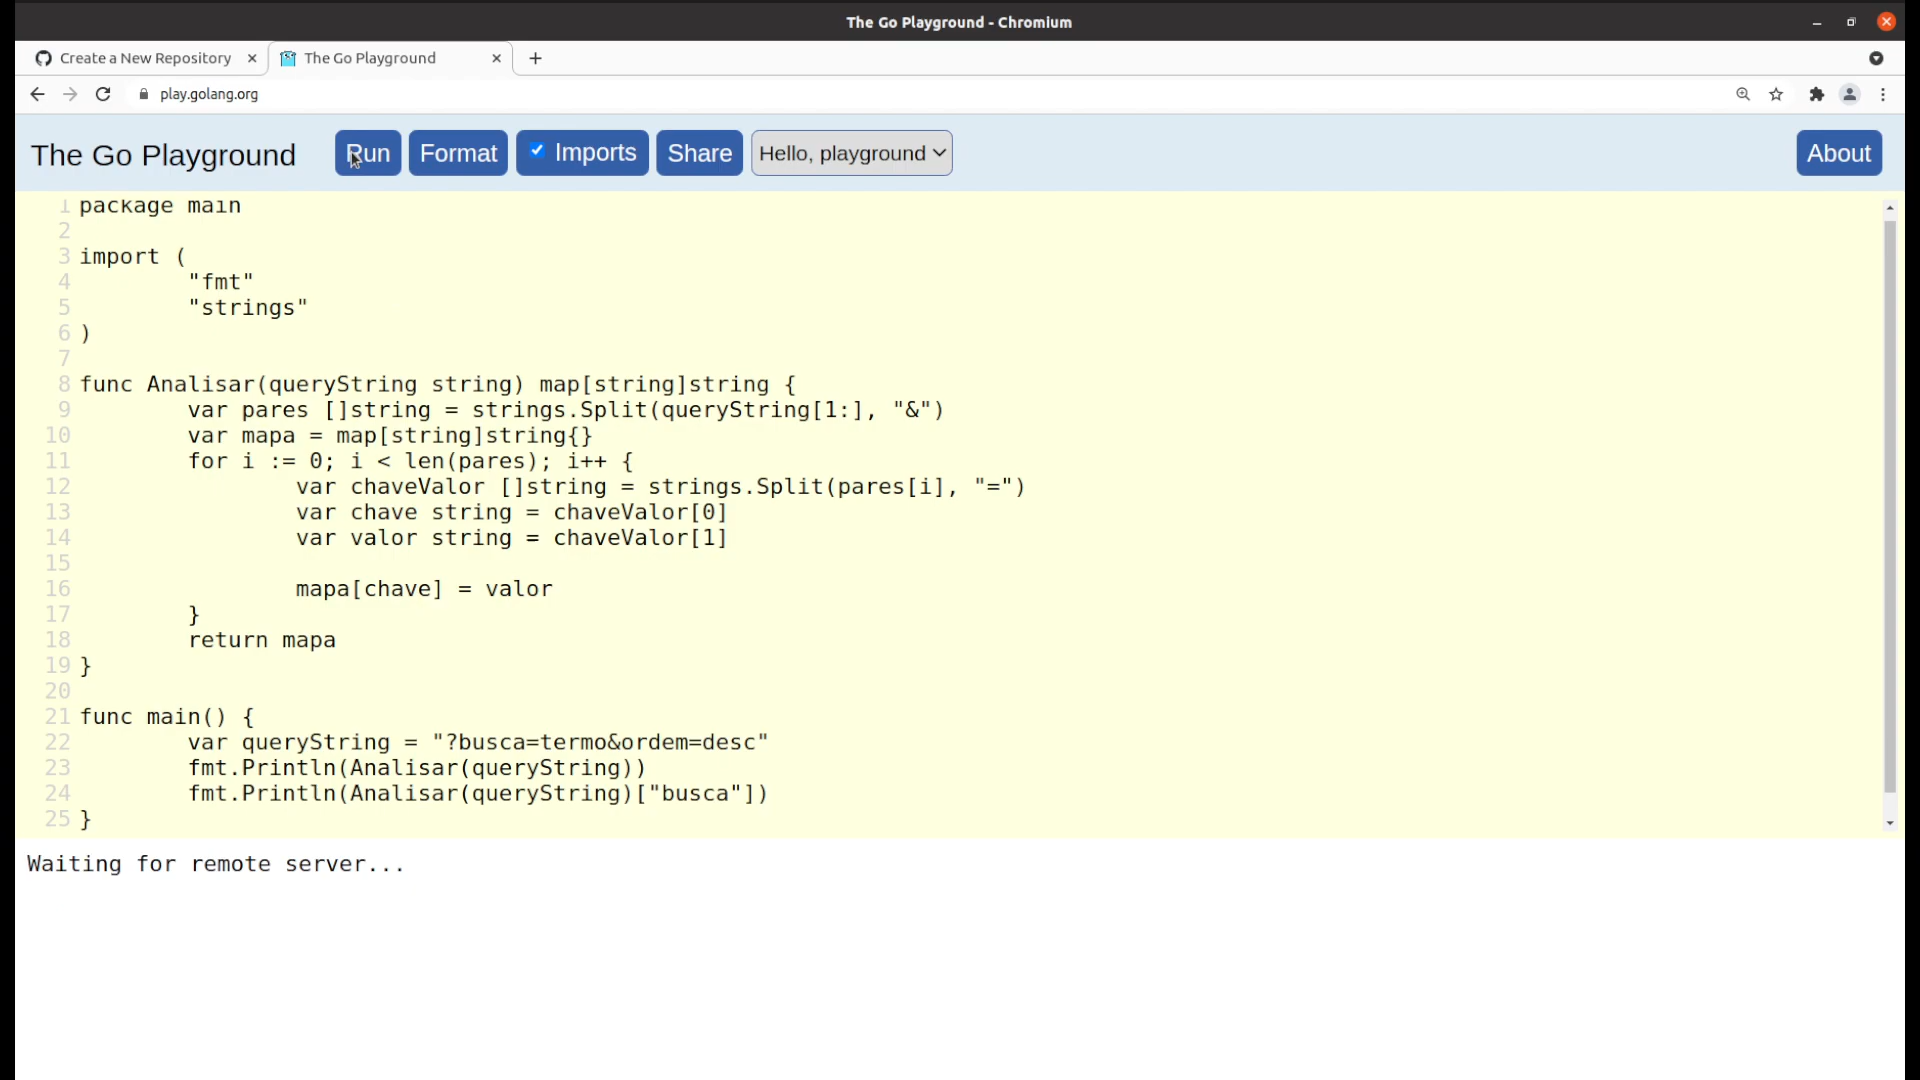 The Go Playground - Chromium
Create a New Repository
The Go Playground
play.golang.org
The Go Playground
Run
Format
Imports
Share
Hello, playground
About
1 package main
2
3 import (
4 "fmt"
5 "strings"
6 )
7
8 func Analisar(queryString string) map[string]string {
9 var pares []string = strings.Split(queryString[1:], "&")
10 var mapa = map[string]string{}
11 for i := 0; i < len(pares); i++ {
12 var chaveValor []string = strings.Split(pares[i], "=")
13 var chave string = chaveValor[0]
14 var valor string = chaveValor[1]
15
16 mapa[chave] = valor
17 }
18 return mapa
19 }
20
21 func main() {
22 var queryString = "?busca=termo&ordem=desc"
23 fmt.Println(Analisar(queryString))
24 fmt.Println(Analisar(queryString)["busca"])
25 }
Waiting for remote server...